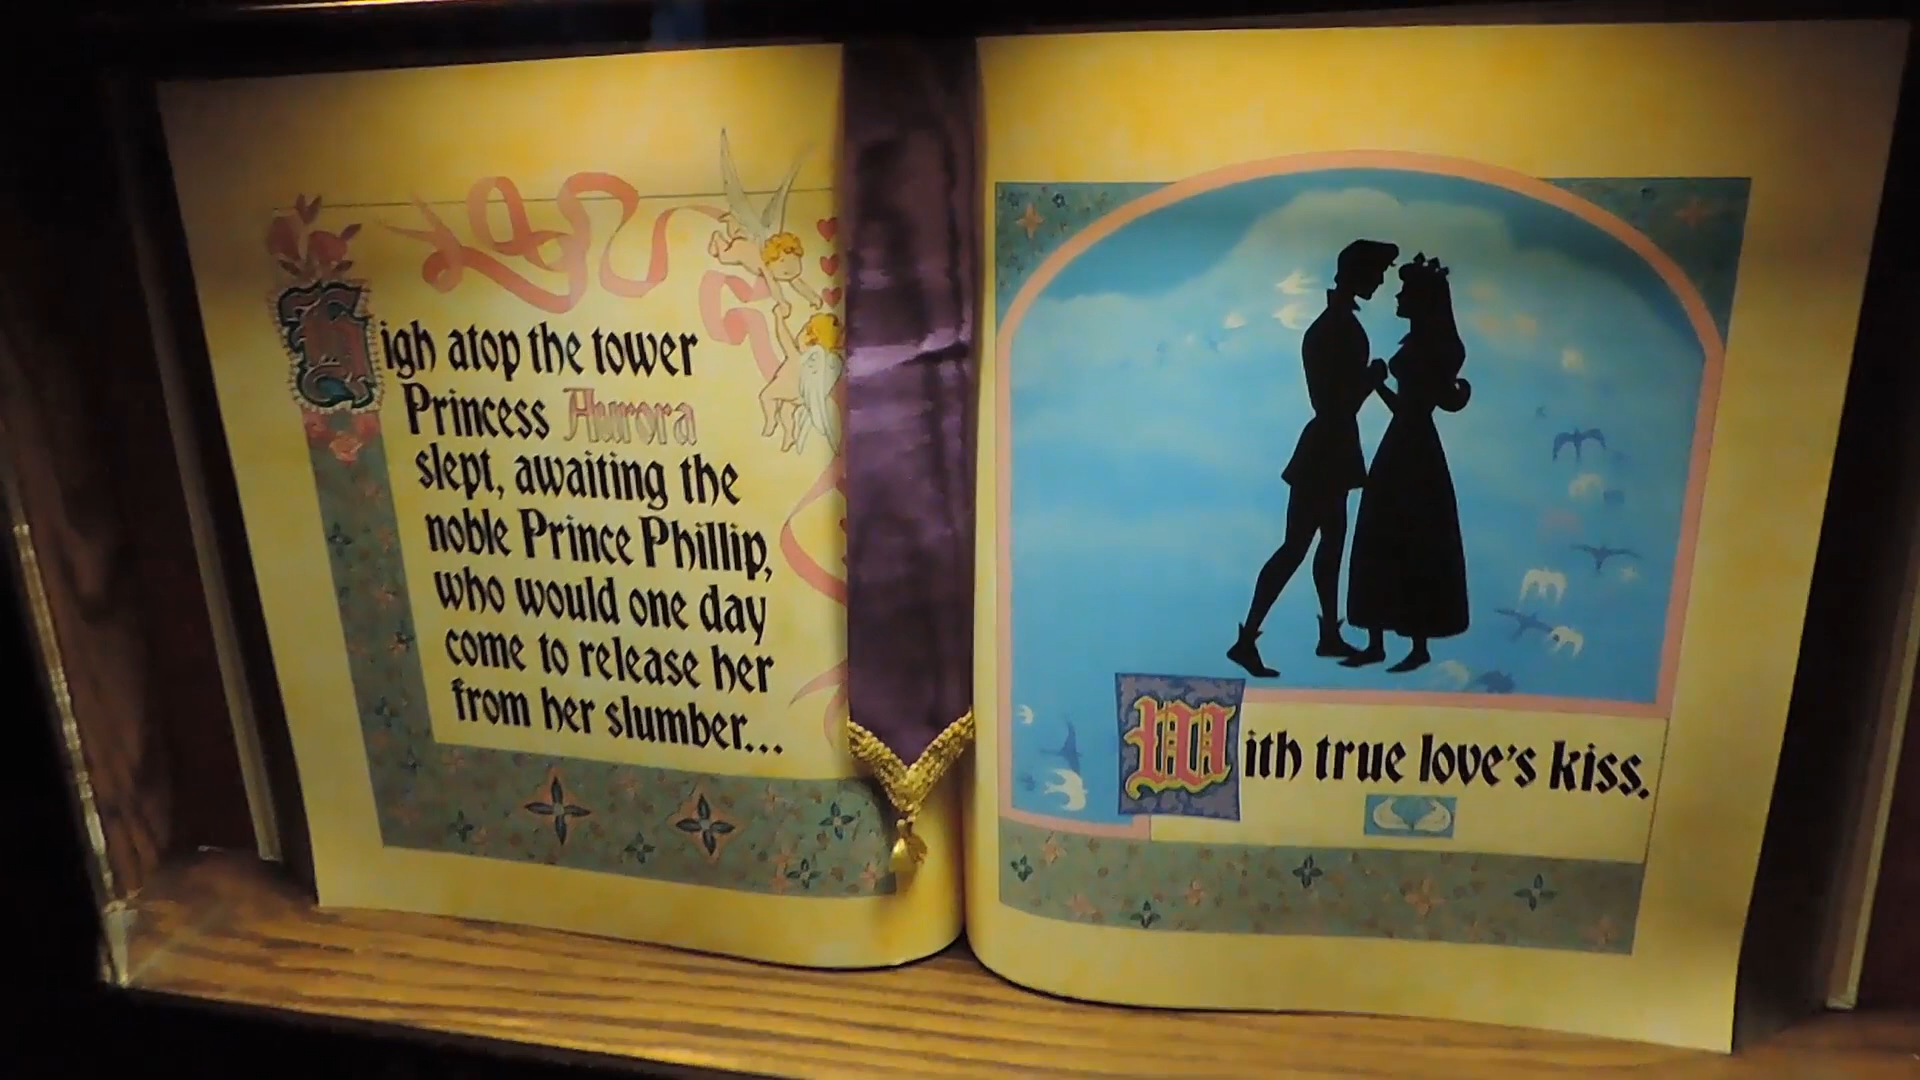 High atop the tower
Princess Aurora
slept, awaiting the
noble Prince Phillip,
who would one day
come to release her
from her slumber...
With true love's kiss.